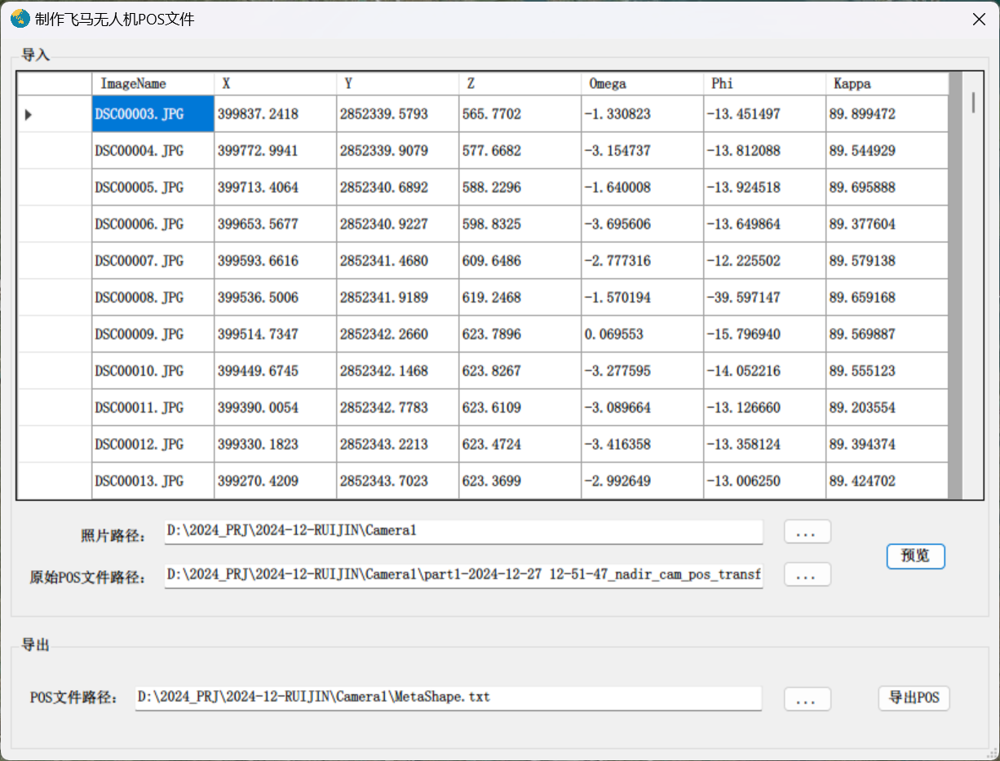 制作飞马无人机POS文件
导入
ImageName X Y Z Omega Phi Kappa
DSC00003.JPG 399837.2418 2852339.5793 565.7702 -1.330823 -13.451497 89.899472
DSC00004.JPG 399772.9941 2852339.9079 577.6682 -3.154737 -13.812088 89.544929
DSC00005.JPG 399713.4064 2852340.6892 588.2296 -1.640008 -13.924518 89.695888
DSC00006.JPG 399653.5677 2852340.9227 598.8325 -3.695606 -13.649864 89.377604
DSC00007.JPG 399593.6616 2852341.4680 609.6486 -2.777316 -12.225502 89.579138
DSC00008.JPG 399536.5006 2852341.9189 619.2468 -1.570194 -39.597147 89.659168
DSC00009.JPG 399514.7347 2852342.2660 623.7896 0.069553 -15.796940 89.569887
DSC00010.JPG 399449.6745 2852342.1468 623.8267 -3.277595 -14.052216 89.555123
DSC00011.JPG 399390.0054 2852342.7783 623.6109 -3.089664 -13.126660 89.203554
DSC00012.JPG 399330.1823 2852343.2213 623.4724 -3.416358 -13.358124 89.394374
DSC00013.JPG 399270.4209 2852343.7023 623.3699 -2.992649 -13.006250 89.424702
照片路径： D:\2024_PRJ\2024-12-RUIJIN\Camera1 ...
预览
原始POS文件路径： D:\2024_PRJ\2024-12-RUIJIN\Camera1\part1-2024-12-27 12-51-47_nadir_cam_pos_transf ...
导出
POS文件路径： D:\2024_PRJ\2024-12-RUIJIN\Camera1\MetaShape.txt ... 导出POS